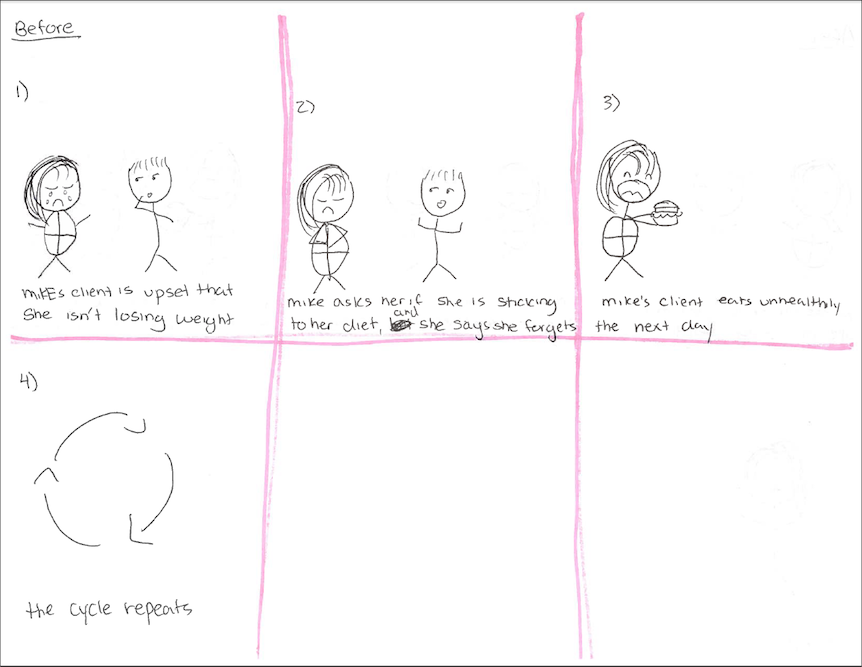 Before
1)
mikes client is upset that
She isn't losing weight
2)
mike asks her if she is sticking
and
to her diet, she says she forgets
3)
mike's client eats unhealthily
the next day
4)
the cycle repeats